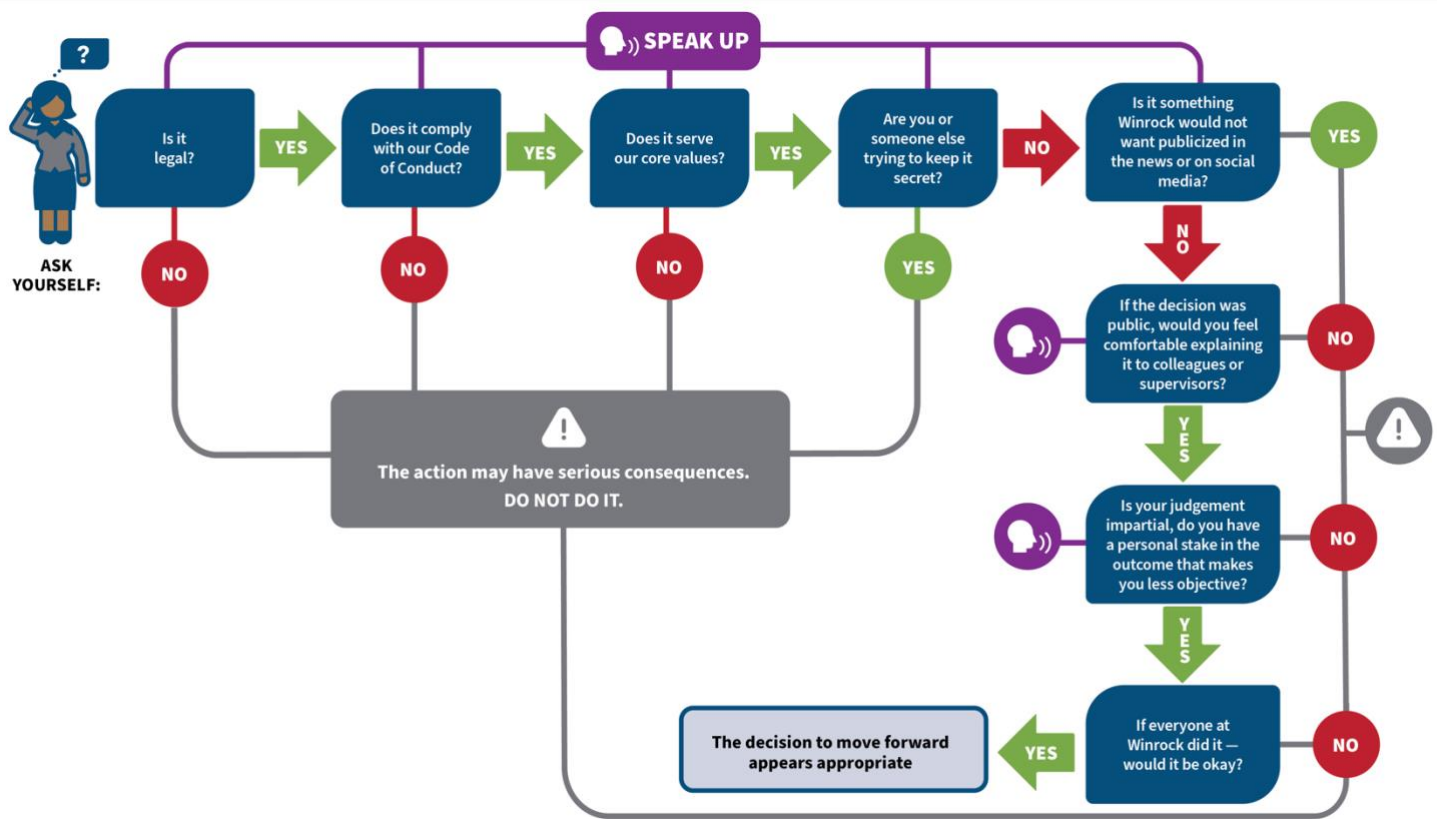 SPEAK UP
?
ASK
YOURSELF:
Is it
legal?
YES
NO
Does it comply
with our Code
of Conduct?
YES
NO
Does it serve
our core values?
YES
NO
Are you or
someone else
trying to keep it
secret?
NO
YES
Is it something
Winrock would not
want publicized in
the news or on social
media?
YES
NO
If the decision was
public, would you feel
comfortable explaining
it to colleagues or
supervisors?
NO
YES
Is your judgement
impartial, do you have
a personal stake in the
outcome that makes
you less objective?
NO
YES
If everyone at
Winrock did it —
would it be okay?
NO
YES
The decision to move forward
appears appropriate
!
The action may have serious consequences.
DO NOT DO IT.
!